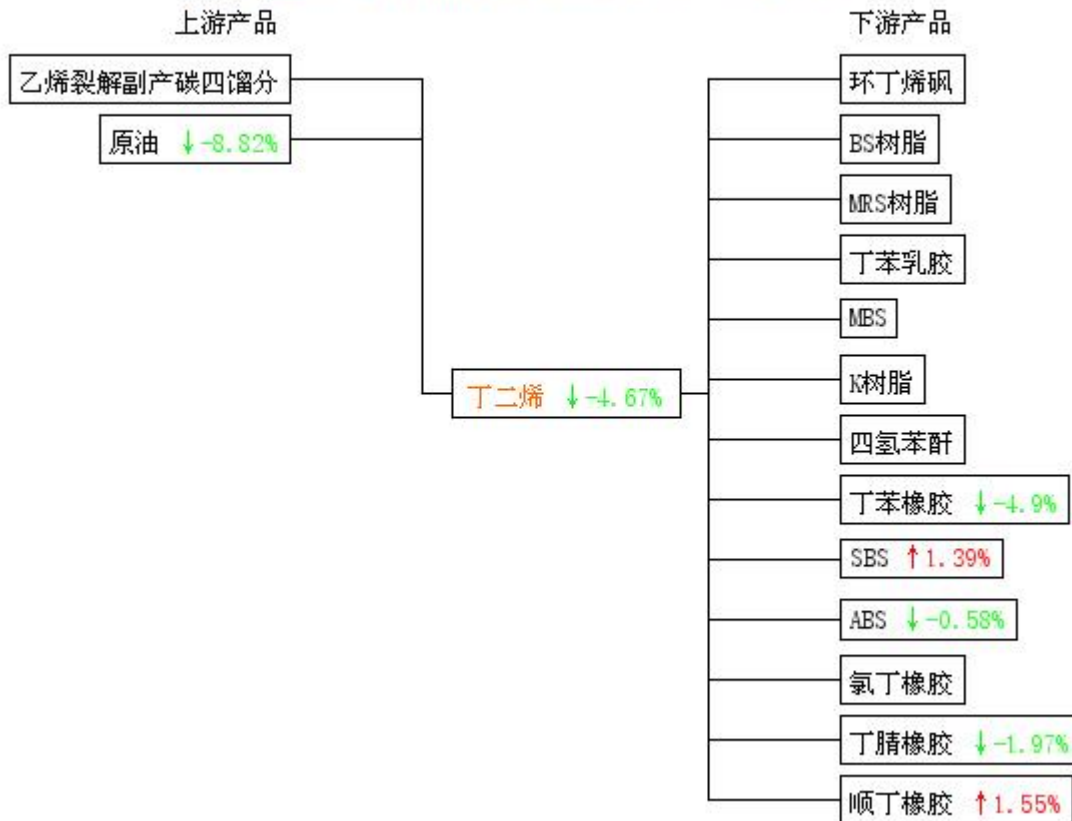 上游产品
下游产品
乙烯裂解副产碳四馏分
原油 ↓-8.82%
丁二烯 ↓-4.67%
环丁烯砜
BS树脂
MRS树脂
丁苯乳胶
MBS
K树脂
四氢苯酐
丁苯橡胶 ↓-4.9%
SBS ↑1.39%
ABS ↓-0.58%
氯丁橡胶
丁腈橡胶 ↓-1.97%
顺丁橡胶 ↑1.55%